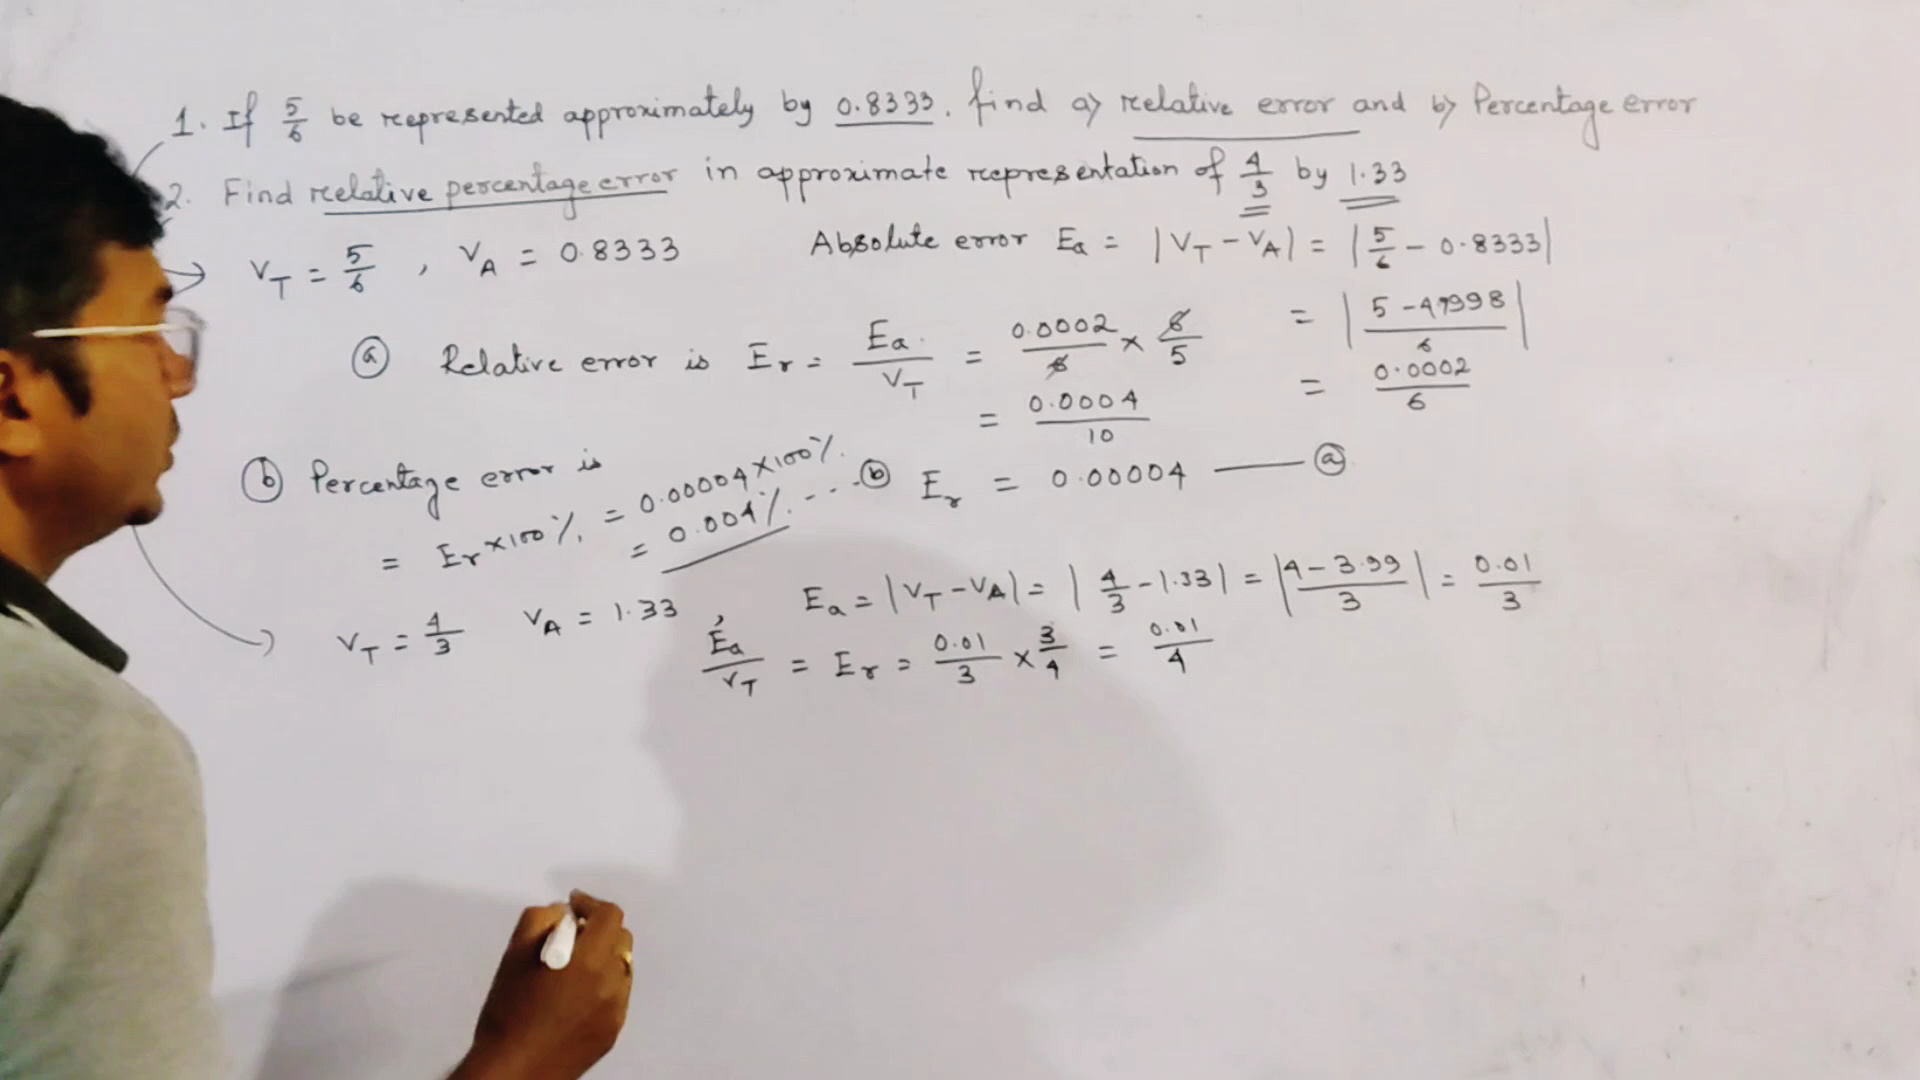 1. If 5/6 be represented approximately by 0.8333. find a) relative error and b) Percentage error
2. Find relative percentage error in approximate representation of 4/3 by 1.33
V_T = 5/6 , V_A = 0.8333 Absolute error E_a = |V_T - V_A| = |5/6 - 0.8333|
= |(5 - 4.9998)/6|
ⓐ Relative error is E_r = E_a/V_T = 0.0002/6 × 6/5 = 0.0002/6
= 0.0004/10
E_r = 0.00004 —— ⓐ
ⓑ Percentage error is
= E_r × 100 %. = 0.00004 × 100 %.
= 0.004 %. - - - ⓑ
V_T = 4/3 V_A = 1.33 , E_a = |V_T - V_A| = |4/3 - 1.33| = |(4 - 3.99)/3| = 0.01/3
E_a/V_T = E_r = 0.01/3 × 3/4 = 0.01/4